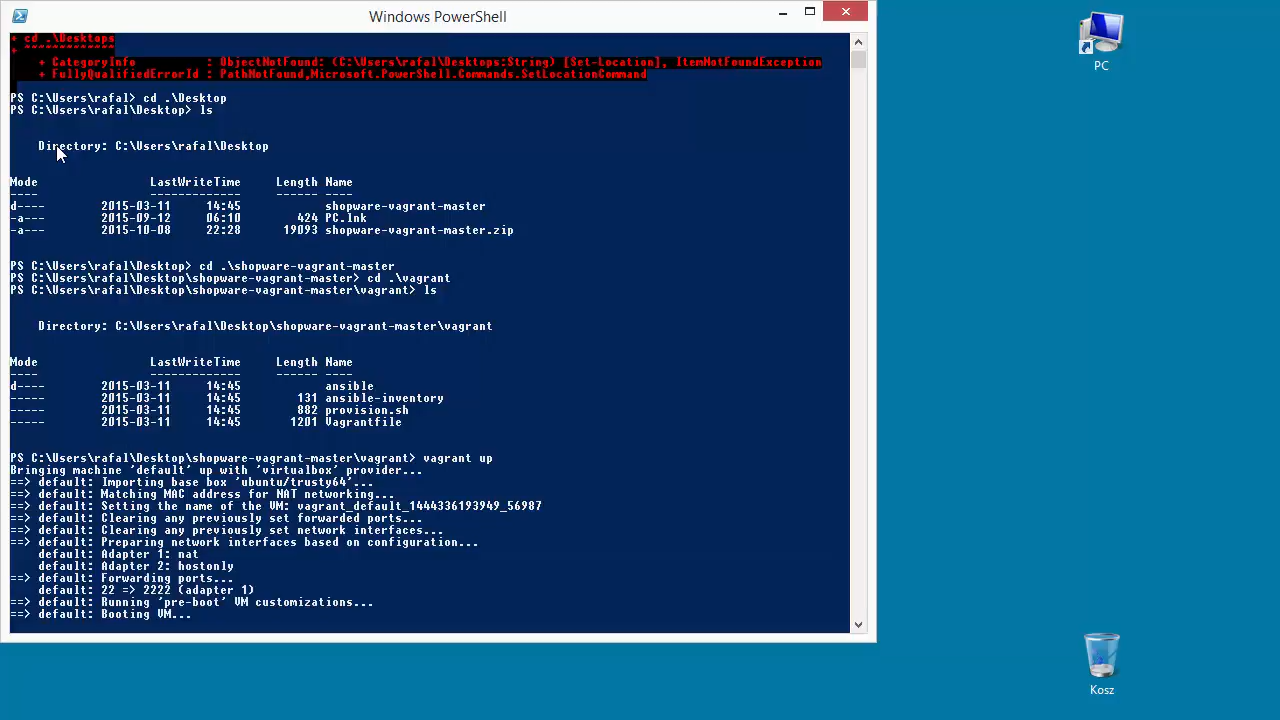 Windows PowerShell
+ cd .\Desktops
+ ~~~~~~~~~~~~~
    + CategoryInfo          : ObjectNotFound: (C:\Users\rafal\Desktops:String) [Set-Location], ItemNotFoundException
    + FullyQualifiedErrorId : PathNotFound,Microsoft.PowerShell.Commands.SetLocationCommand
PS C:\Users\rafal> cd .\Desktop
PS C:\Users\rafal\Desktop> ls
    Directory: C:\Users\rafal\Desktop
Mode                LastWriteTime     Length Name
----                -------------     ------ ----
d----        2015-03-11     14:45            shopware-vagrant-master
-a---        2015-09-12     06:10        424 PC.lnk
-a---        2015-10-08     22:28      19093 shopware-vagrant-master.zip
PS C:\Users\rafal\Desktop> cd .\shopware-vagrant-master
PS C:\Users\rafal\Desktop\shopware-vagrant-master> cd .\vagrant
PS C:\Users\rafal\Desktop\shopware-vagrant-master\vagrant> ls
    Directory: C:\Users\rafal\Desktop\shopware-vagrant-master\vagrant
Mode                LastWriteTime     Length Name
----                -------------     ------ ----
d----        2015-03-11     14:45            ansible
-----        2015-03-11     14:45        131 ansible-inventory
-----        2015-03-11     14:45        882 provision.sh
-----        2015-03-11     14:45       1201 Vagrantfile
PS C:\Users\rafal\Desktop\shopware-vagrant-master\vagrant> vagrant up
Bringing machine 'default' up with 'virtualbox' provider...
==> default: Importing base box 'ubuntu/trusty64'...
==> default: Matching MAC address for NAT networking...
==> default: Setting the name of the VM: vagrant_default_1444336193949_56987
==> default: Clearing any previously set forwarded ports...
==> default: Clearing any previously set network interfaces...
==> default: Preparing network interfaces based on configuration...
    default: Adapter 1: nat
    default: Adapter 2: hostonly
==> default: Forwarding ports...
    default: 22 => 2222 (adapter 1)
==> default: Running 'pre-boot' VM customizations...
==> default: Booting VM...
PC
Kosz